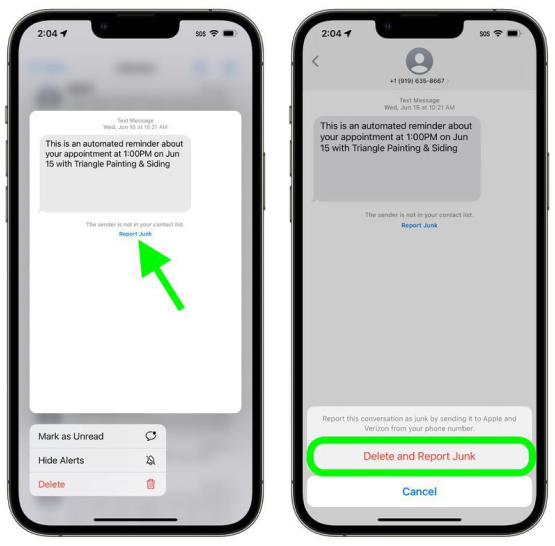 2:04
SOS
Text Message
Wed, Jun 15 at 10:21 AM
This is an automated reminder about
your appointment at 1:00PM on Jun
15 with Triangle Painting & Siding
The sender is not in your contact list.
Report Junk
Mark as Unread
Hide Alerts
Delete
2:04
SOS
+1 (919) 635-8667
Text Message
Wed, Jun 15 at 10:21 AM
This is an automated reminder about
your appointment at 1:00PM on Jun
15 with Triangle Painting & Siding
The sender is not in your contact list.
Report Junk
Report this conversation as junk by sending it to Apple and
Verizon from your phone number.
Delete and Report Junk
Cancel